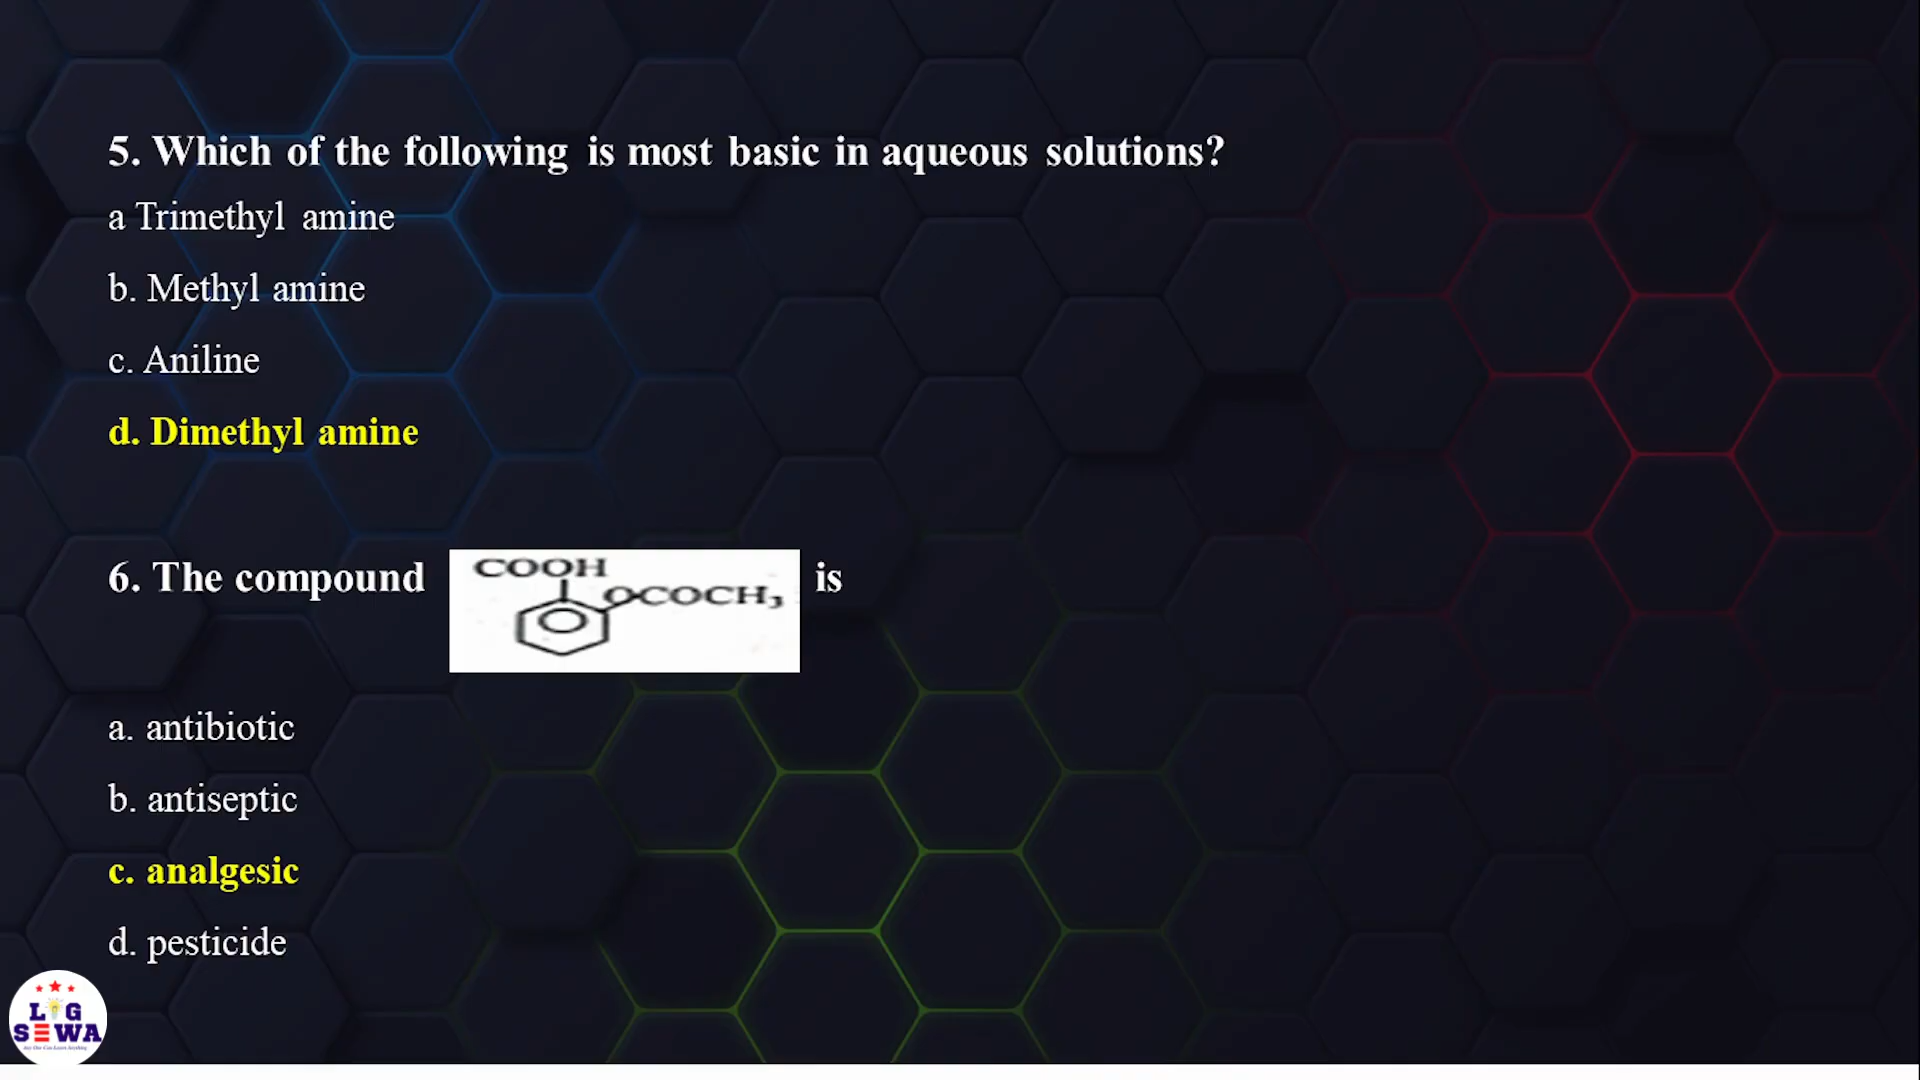 5. Which of the following is most basic in aqueous solutions?
a Trimethyl amine
b. Methyl amine
c. Aniline
d. Dimethyl amine
6. The compound COOH OCOCH₃ is
a. antibiotic
b. antiseptic
c. analgesic
d. pesticide
L G
SEWA